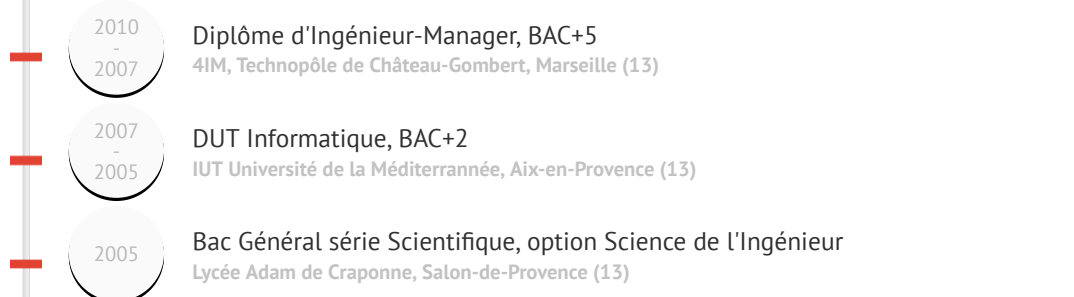 2010
-
2007
Diplôme d'Ingénieur-Manager, BAC+5
4IM, Technopôle de Château-Gombert, Marseille (13)
2007
-
2005
DUT Informatique, BAC+2
IUT Université de la Méditerrannée, Aix-en-Provence (13)
2005
Bac Général série Scientifique, option Science de l'Ingénieur
Lycée Adam de Craponne, Salon-de-Provence (13)